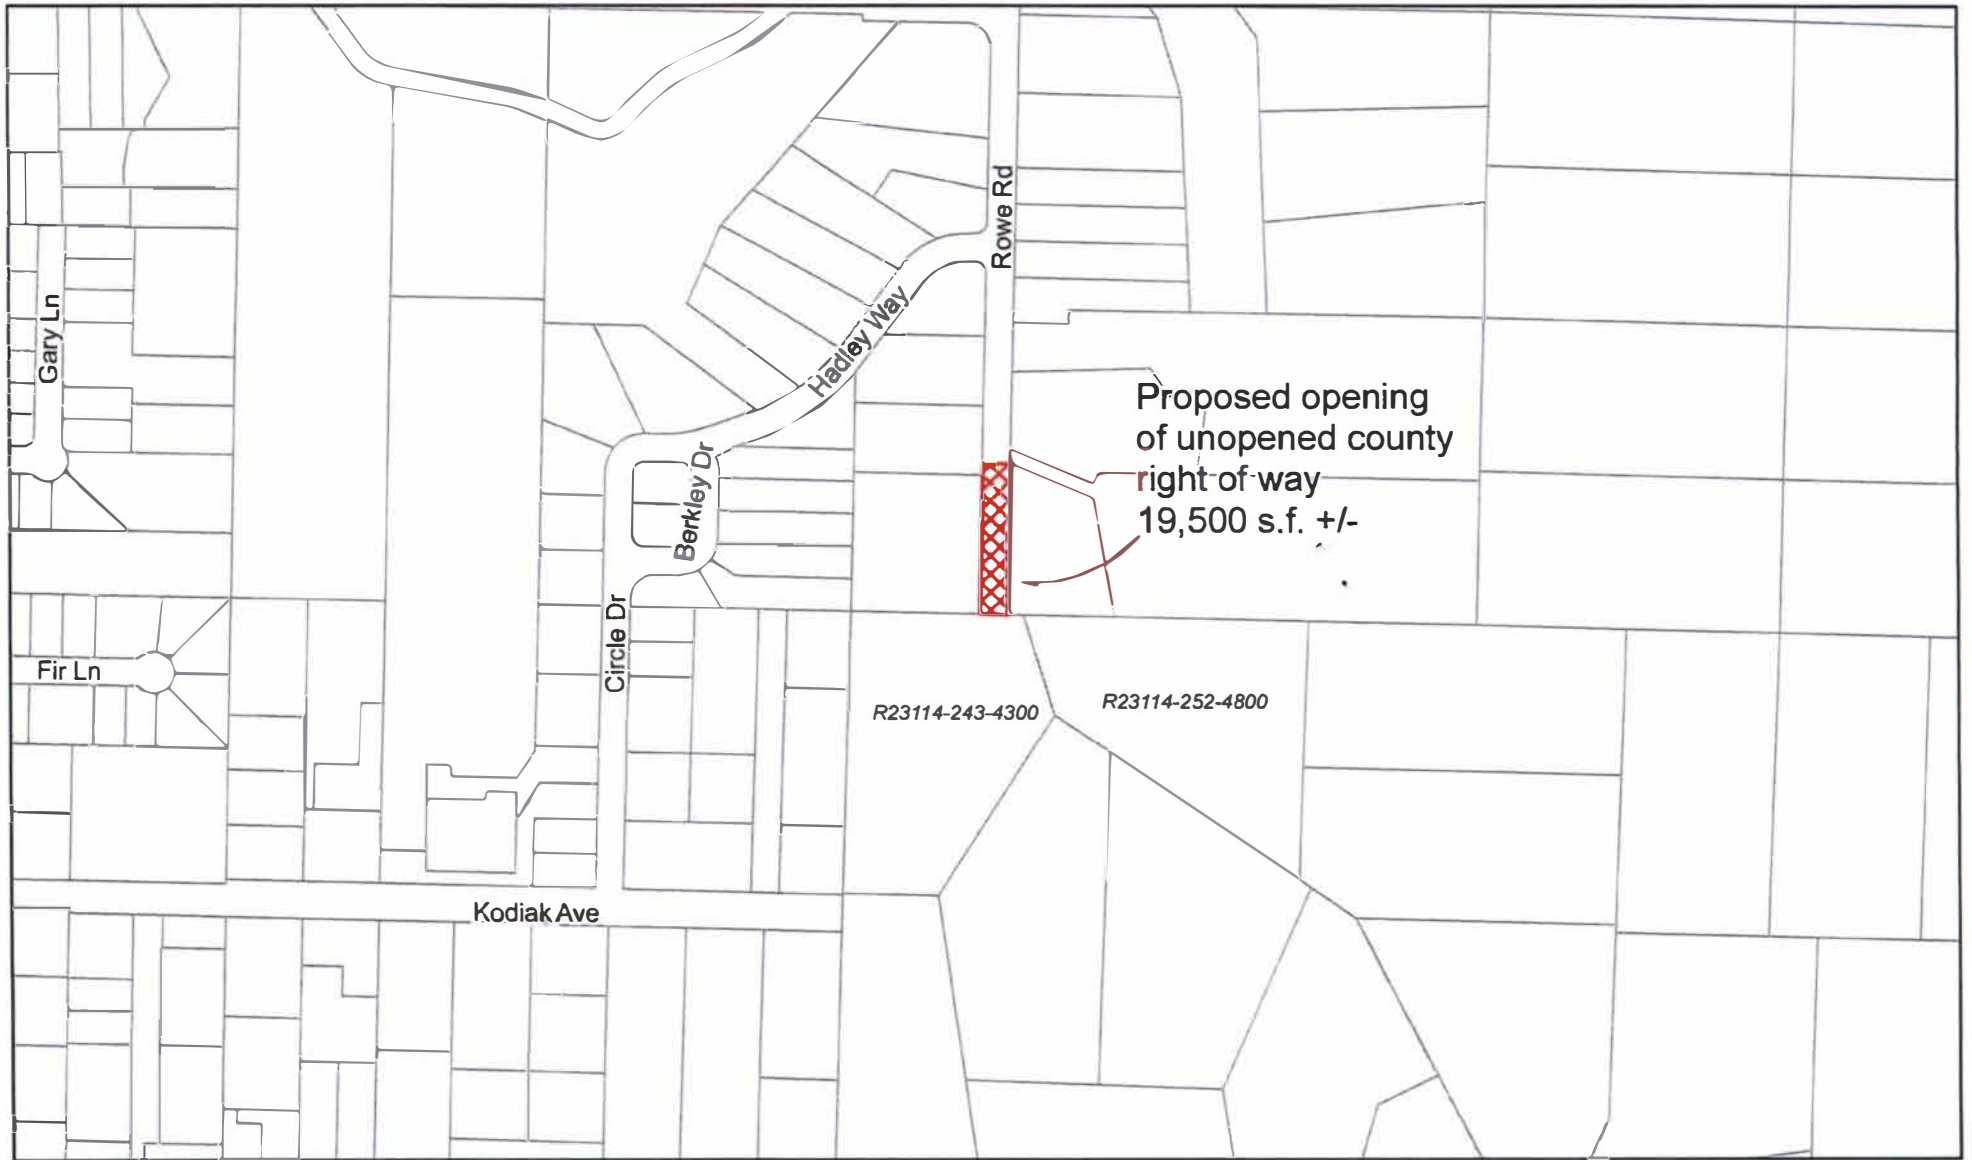 Rowe Rd
Gary Ln
Hadley Way
Proposed opening
of unopened county
right of way
19,500 s.f. +/-
Berkley Dr
Circle Dr
Fir Ln
R23114-243-4300
R23114-252-4800
Kodiak Ave